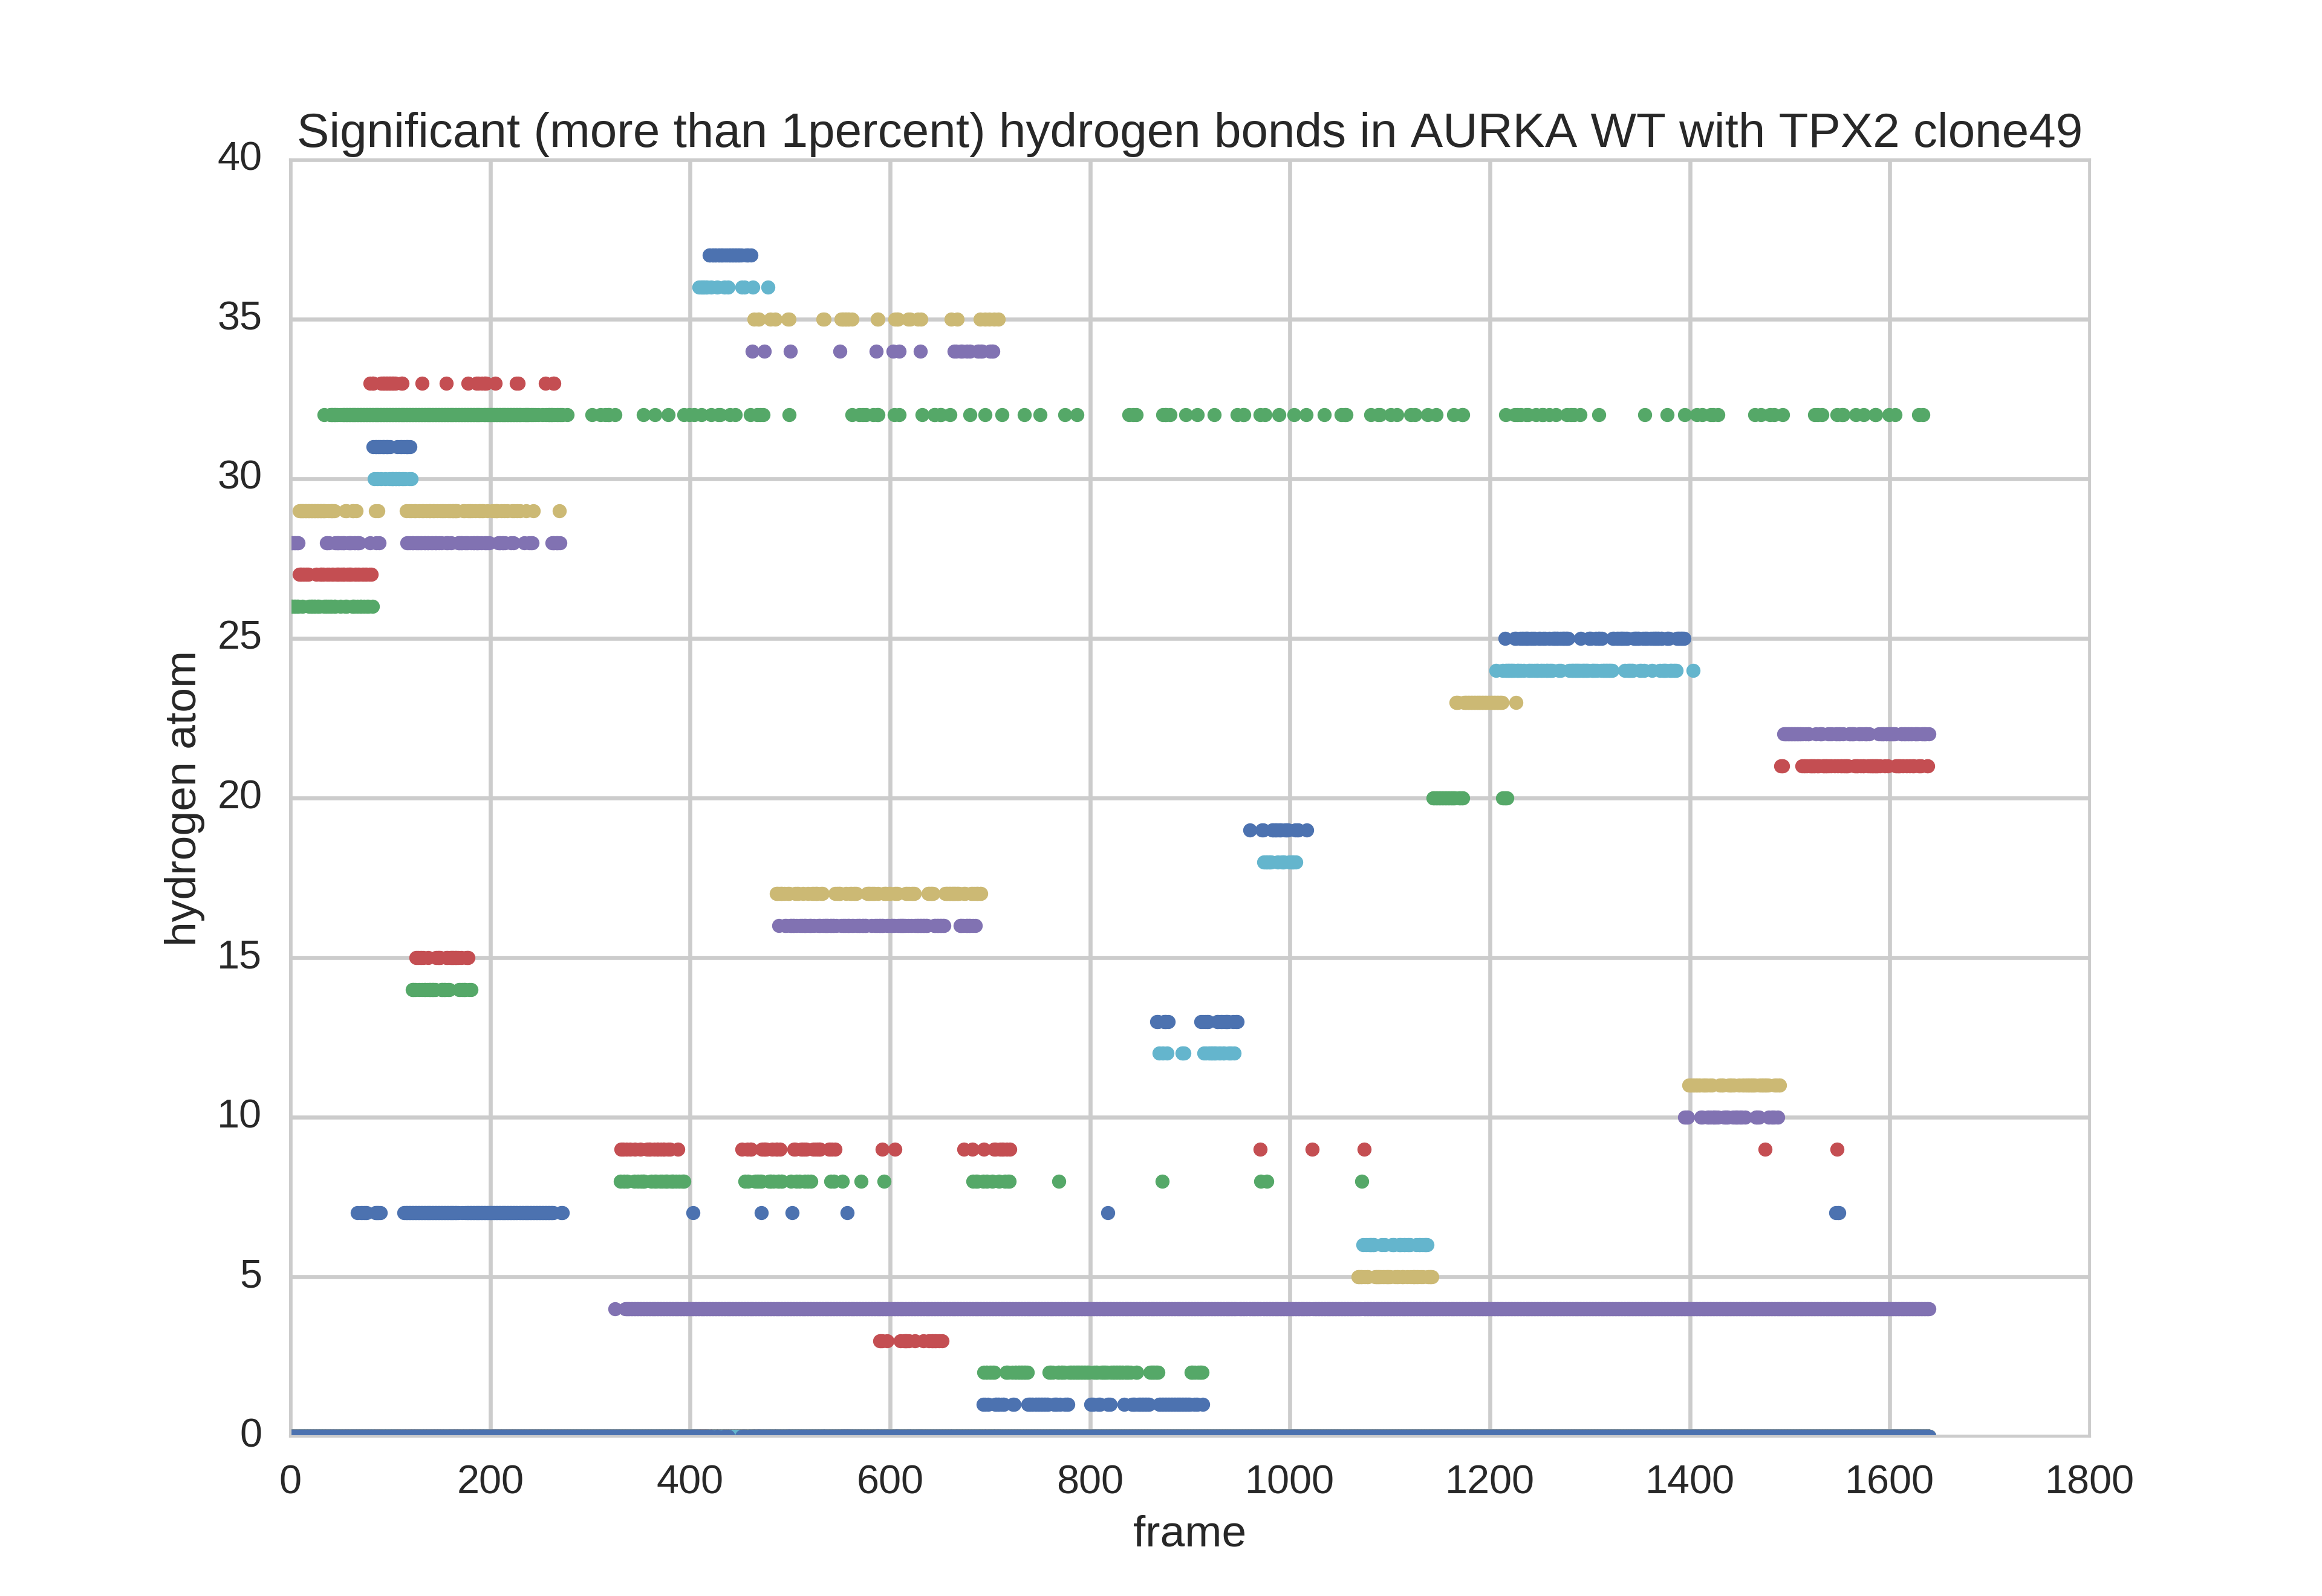 Significant (more than 1percent) hydrogen bonds in AURKA WT with TPX2 clone49
40
35
30
25
20
15
10
5
0
hydrogen atom
0 200 400 600 800 1000 1200 1400 1600 1800
frame